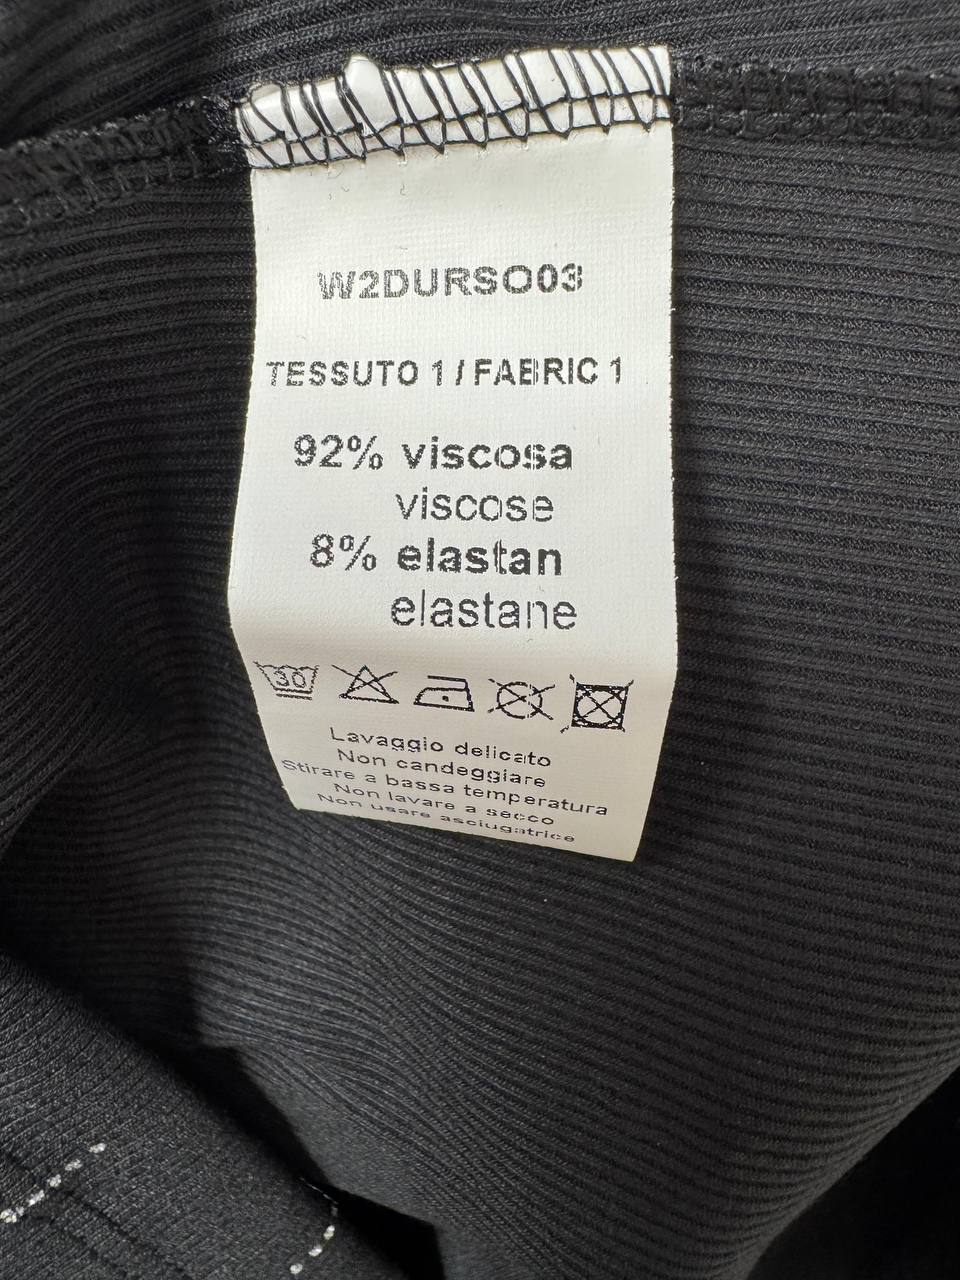 W2DURSO03
TESSUTO 1 / FABRIC 1
92% viscosa
viscose
8% elastan
elastane
30
Lavaggio delicato
Non candeggiare
Stirare a bassa temperatura
Non lavare a secco
Non usare asciugatrice